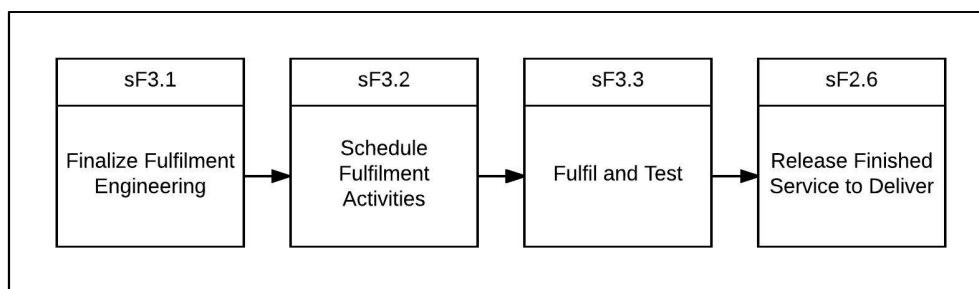 sF3.1
Finalize Fulfilment
Engineering
sF3.2
Schedule
Fulfilment
Activities
sF3.3
Fulfil and Test
sF2.6
Release Finished
Service to Deliver